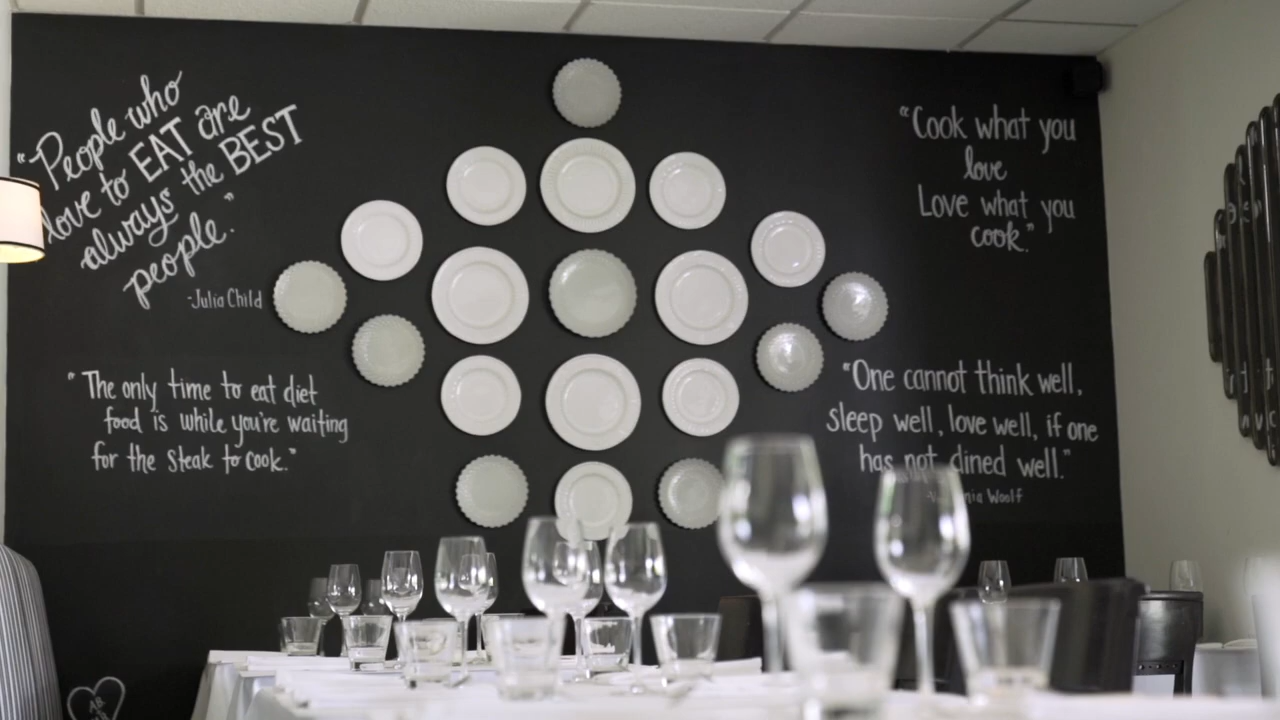 "People who
love to EAT are
always the BEST
people."
-Julia Child
"The only time to eat diet
food is while you're waiting
for the steak to cook."
"Cook what you
love
Love what you
cook."
"One cannot think well,
sleep well, love well, if one
has not dined well."
Woolf